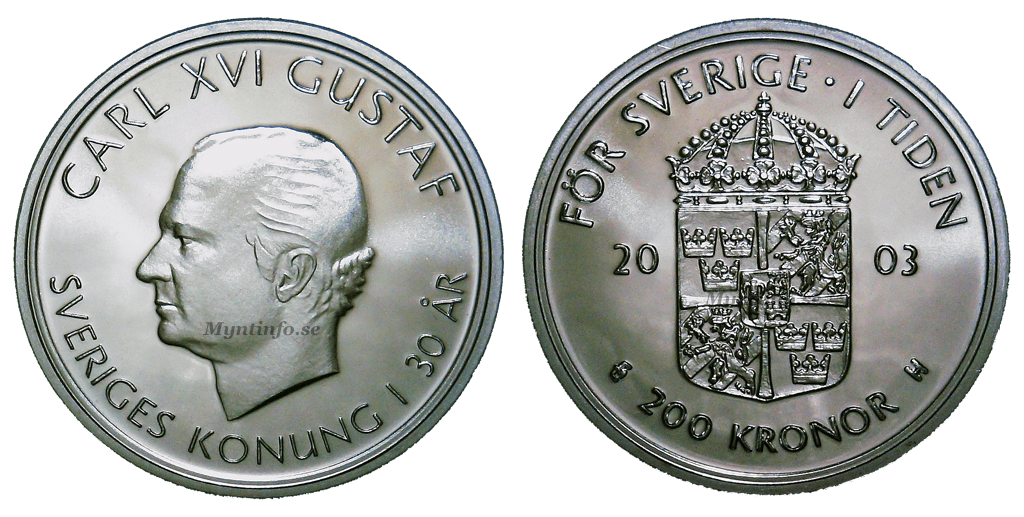 CARL XVI GUSTAF
SVERIGES KONUNG I 30 ÅR
Myntinfo.se
FÖR SVERIGE · I TIDEN
20 03
200 KRONOR